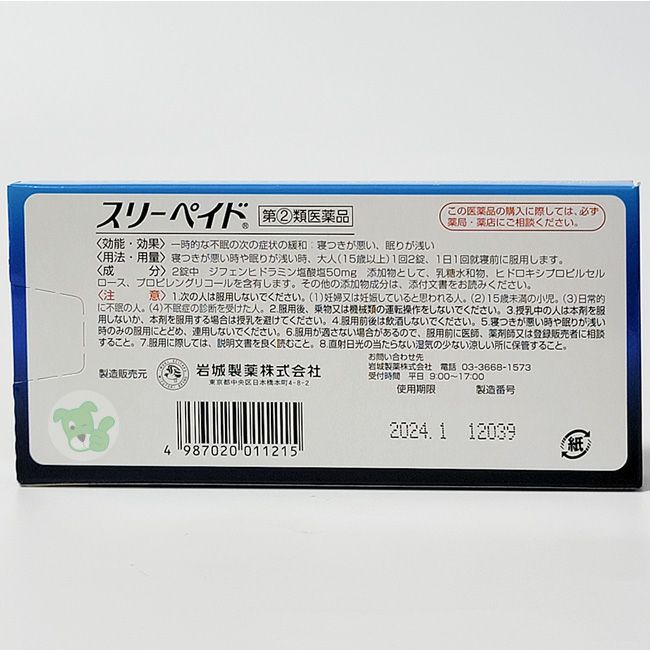 スリーペイド®
指定②類医薬品
この医薬品の購入に際しては、必ず
薬局・薬店にご相談ください。
〈効能・効果〉 一時的な不眠の次の症状の緩和：寝つきが悪い、眠りが浅い
〈用法・用量〉 寝つきが悪い時や眠りが浅い時、大人(15歳以上)1回2錠、1日1回就寝前に服用します。
〈成 分〉 2錠中 ジフェンヒドラミン塩酸塩50mg 添加物として、乳糖水和物、ヒドロキシプロピルセル
ロース、プロピレングリコールを含有します。その他の添加物成分は、添付文書をお読みください。
〈注 意〉 1.次の人は服用しないでください。(1)妊婦又は妊娠していると思われる人。(2)15歳未満の小児。(3)日常的
に不眠の人。(4)不眠症の診断を受けた人。2.服用後、乗物又は機械類の運転操作をしないでください。3.授乳中の人は本剤を服
用しないか、本剤を服用する場合は授乳を避けてください。4.服用前後は飲酒しないでください。5.寝つきが悪い時や眠りが浅い
時のみの服用にとどめ、連用しないでください。6.服用が適さない場合があるので、服用前に医師、薬剤師又は登録販売者に相談
すること。7.服用に際しては、説明文書を良く読むこと。8.直射日光の当たらない湿気の少ない涼しい所に保管すること。
製造販売元
岩城製薬株式会社
東京都中央区日本橋本町4-8-2
お問い合わせ先
岩城製薬株式会社 電話 03-3668-1573
受付時間 平日 9:00~17:00
使用期限 製造番号
2024.1 12039
4 987020 011215
紙